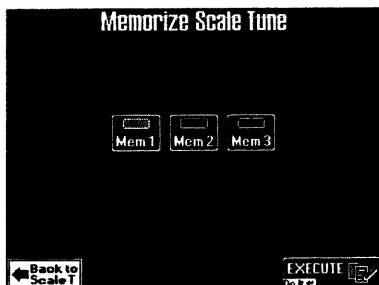 Memorize Scale Tune
Mem 1 Mem 2 Mem 3
Back to
Scale T
EXECUTE